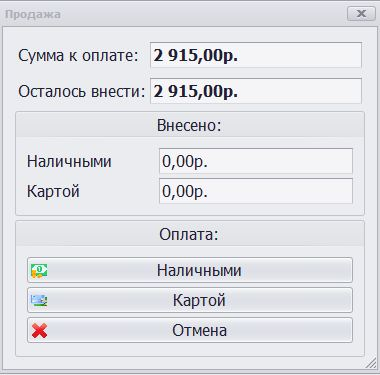 Продажа
Сумма к оплате: 2 915,00р.
Осталось внести: 2 915,00р.
Внесено:
Наличными 0,00р.
Картой 0,00р.
Оплата:
Наличными
Картой
Отмена